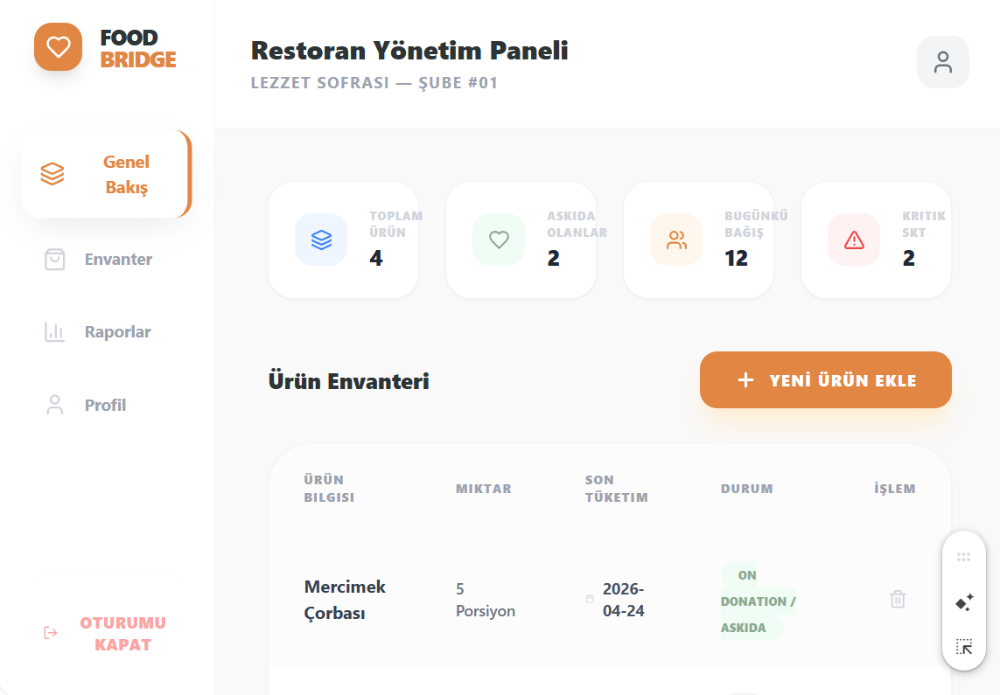 FOOD
BRIDGE
Restoran Yönetim Paneli
LEZZET SOFRASI — ŞUBE #01
Genel
Bakış
Envanter
Raporlar
Profil
OTURUMU
KAPAT
TOPLAM
ÜRÜN
4
ASKIDA
OLANLAR
2
BUGÜNKÜ
BAĞIŞ
12
KRITIK
SKT
2
Ürün Envanteri
YENİ ÜRÜN EKLE
ÜRÜN
BILGISI
MIKTAR
SON
TÜKETIM
DURUM
İŞLEM
Mercimek
Çorbası
5
Porsiyon
2026-
04-24
ON
DONATION /
ASKIDA